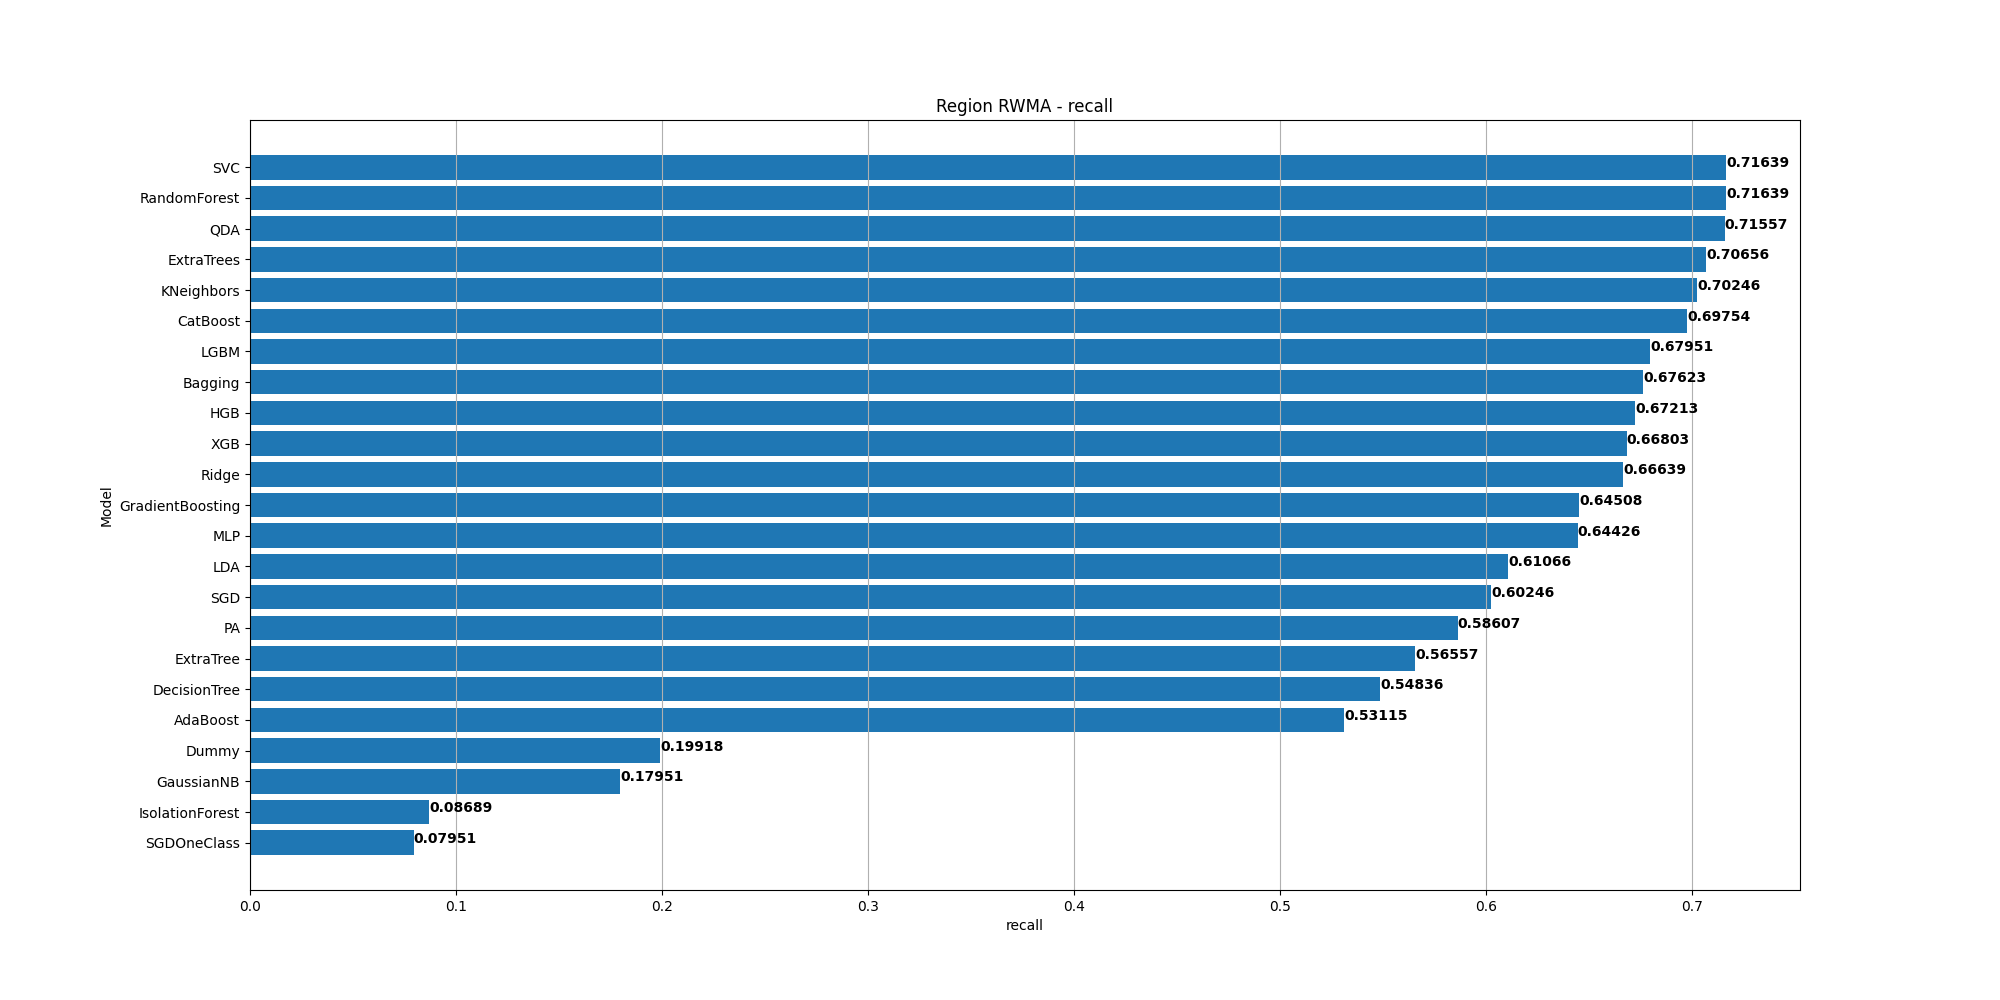 Region RWMA - recall
SVC 0.71639
RandomForest 0.71639
QDA 0.71557
ExtraTrees 0.70656
KNeighbors 0.70246
CatBoost 0.69754
LGBM 0.67951
Bagging 0.67623
HGB 0.67213
XGB 0.66803
Ridge 0.66639
GradientBoosting 0.64508
MLP 0.64426
LDA 0.61066
SGD 0.60246
PA 0.58607
ExtraTree 0.56557
DecisionTree 0.54836
AdaBoost 0.53115
Dummy 0.19918
GaussianNB 0.17951
IsolationForest 0.08689
SGDOneClass 0.07951
Model
0.0 0.1 0.2 0.3 0.4 0.5 0.6 0.7
recall